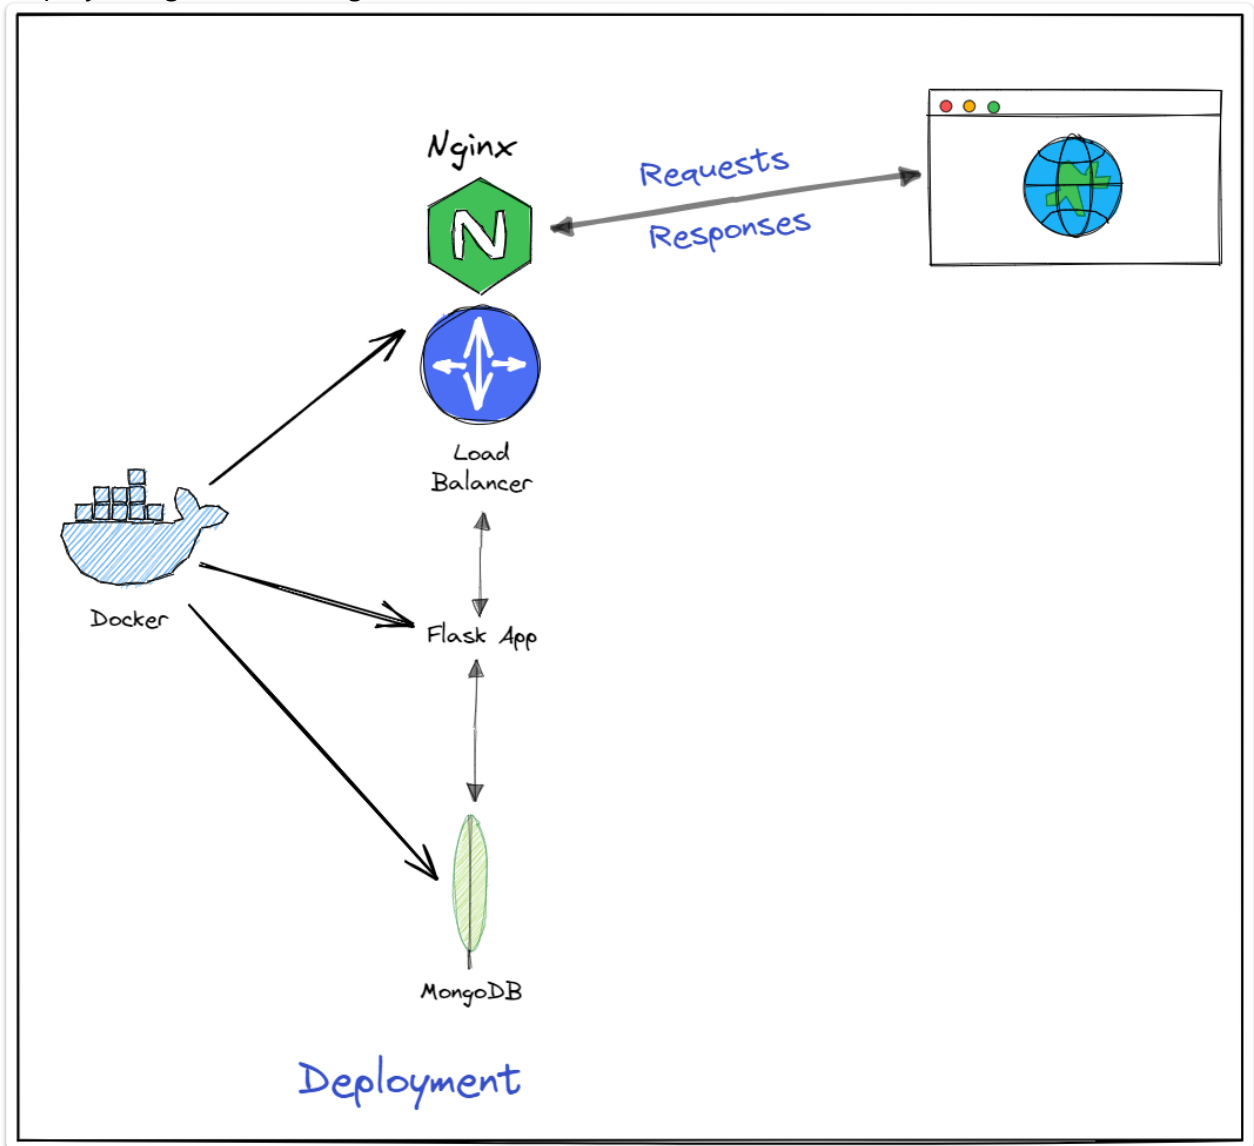 Nginx
N
Requests
Responses
Load
Balancer
Docker
Flask App
MongoDB
Deployment